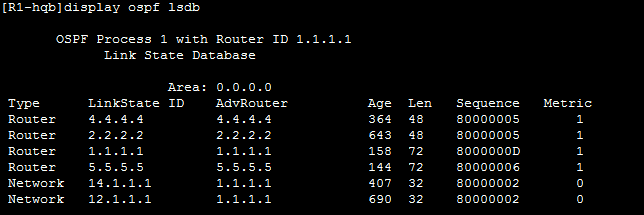 [R1-hqb]display ospf lsdb
OSPF Process 1 with Router ID 1.1.1.1
Link State Database
Area: 0.0.0.0
Type LinkState ID AdvRouter Age Len Sequence Metric
Router 4.4.4.4 4.4.4.4 364 48 80000005 1
Router 2.2.2.2 2.2.2.2 643 48 80000005 1
Router 1.1.1.1 1.1.1.1 158 72 8000000D 1
Router 5.5.5.5 5.5.5.5 144 72 80000006 1
Network 14.1.1.1 1.1.1.1 407 32 80000002 0
Network 12.1.1.1 1.1.1.1 690 32 80000002 0